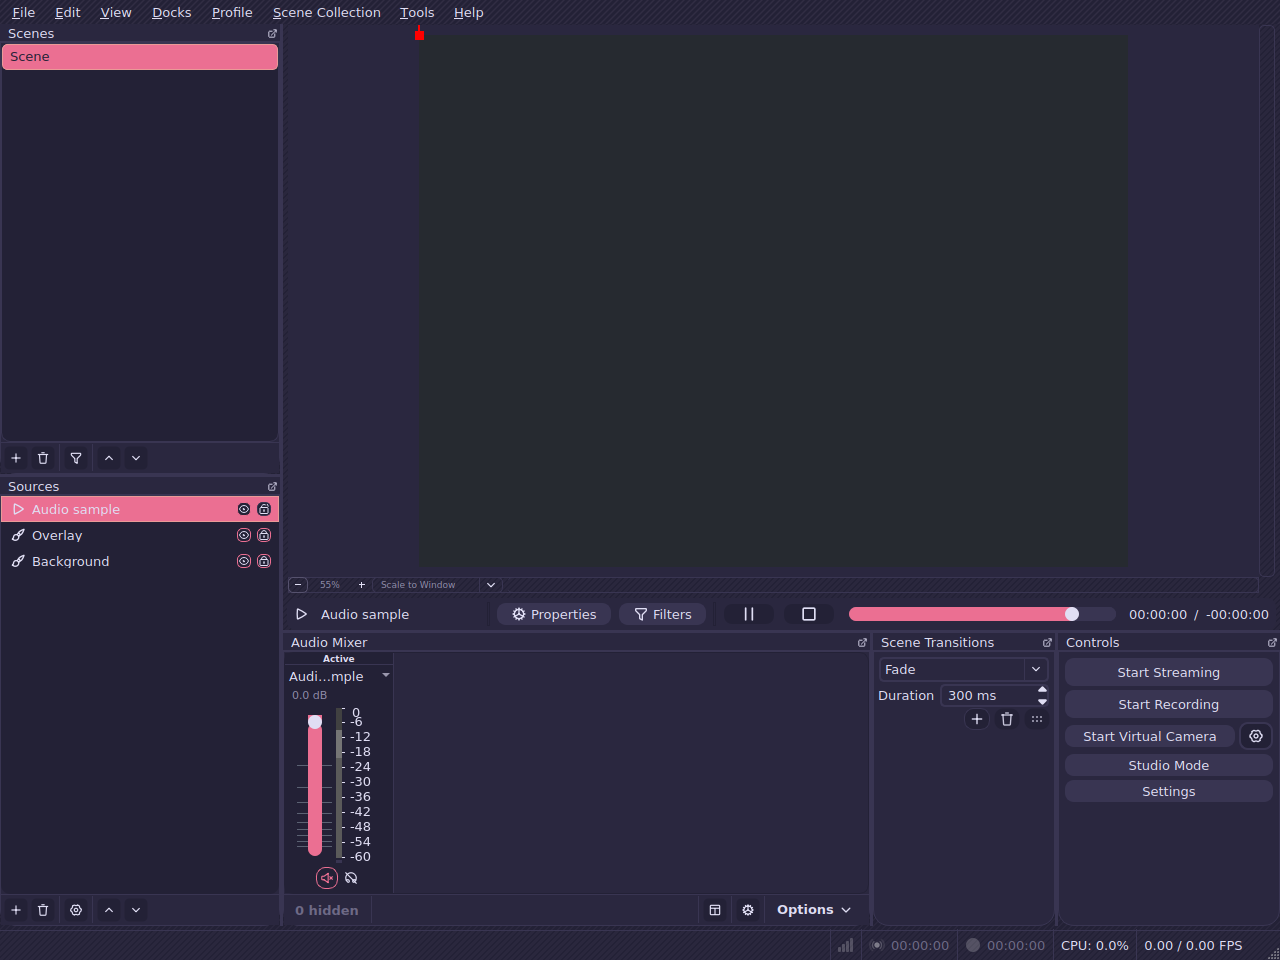 File Edit View Docks Profile Scene Collection Tools Help
Scenes
Scene
Sources
Audio sample
Overlay
Background
55%
Scale to Window
Audio sample
Properties
Filters
00:00:00 / -00:00:00
Audio Mixer
Active
Audi...mple
0.0 dB
0
-6
-12
-18
-24
-30
-36
-42
-48
-54
-60
0 hidden
Options
Scene Transitions
Fade
Duration 300 ms
Controls
Start Streaming
Start Recording
Start Virtual Camera
Studio Mode
Settings
00:00:00
00:00:00
CPU: 0.0%
0.00 / 0.00 FPS